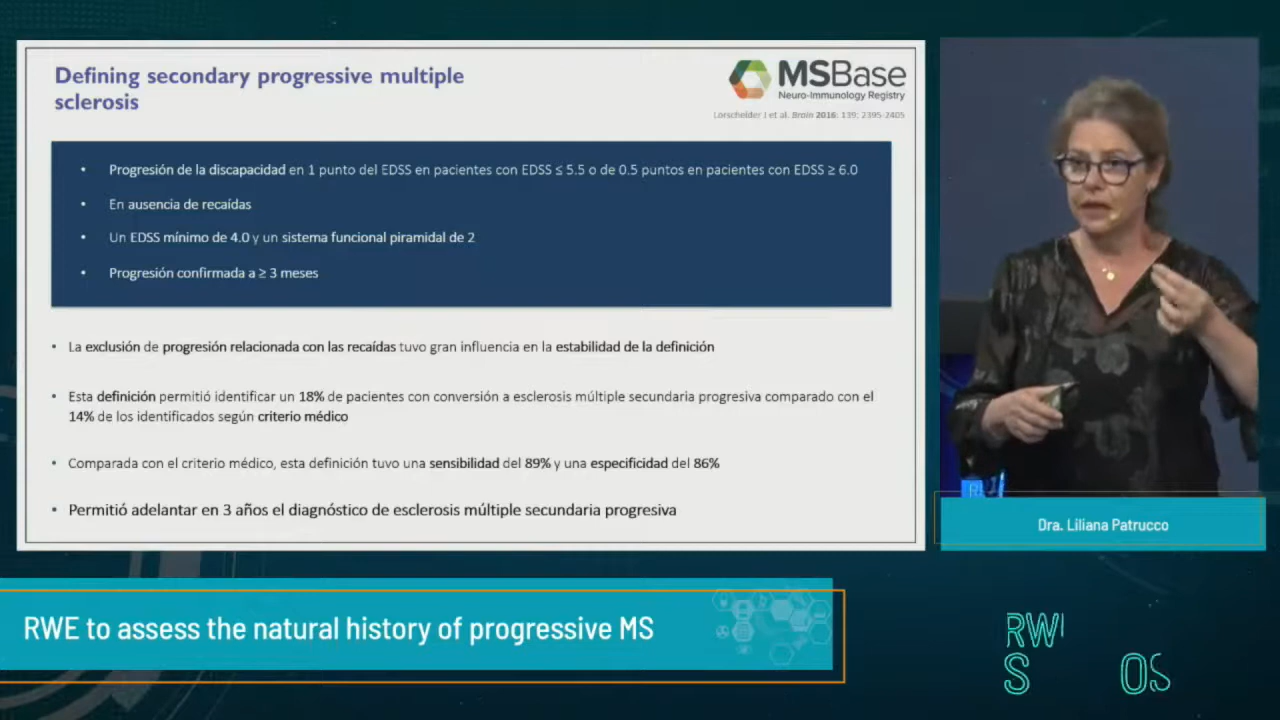 Defining secondary progressive multiple
sclerosis
MSBase
Neuro-Immunology Registry
Lorscheider J et al. Brain 2016; 139; 2395-2405
• Progresión de la discapacidad en 1 punto del EDSS en pacientes con EDSS ≤ 5.5 o de 0.5 puntos en pacientes con EDSS ≥ 6.0
• En ausencia de recaídas
• Un EDSS mínimo de 4.0 y un sistema funcional piramidal de 2
• Progresión confirmada a ≥ 3 meses
• La exclusión de progresión relacionada con las recaídas tuvo gran influencia en la estabilidad de la definición
• Esta definición permitió identificar un 18% de pacientes con conversión a esclerosis múltiple secundaria progresiva comparado con el
14% de los identificados según criterio médico
• Comparada con el criterio médico, esta definición tuvo una sensibilidad del 89% y una especificidad del 86%
• Permitió adelantar en 3 años el diagnóstico de esclerosis múltiple secundaria progresiva
Dra. Liliana Patrucco
RWE to assess the natural history of progressive MS
RW
S OS